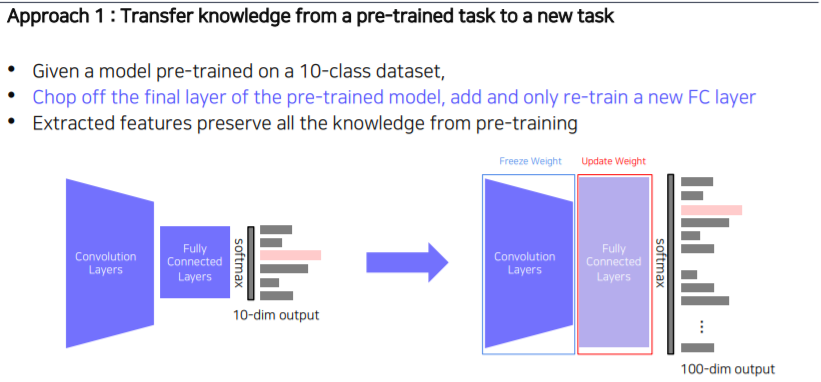 Approach 1 : Transfer knowledge from a pre-trained task to a new task
• Given a model pre-trained on a 10-class dataset,
• Chop off the final layer of the pre-trained model, add and only re-train a new FC layer
• Extracted features preserve all the knowledge from pre-training
Convolution
Layers
Fully
Connected
Layers
softmax
10-dim output
Freeze Weight
Update Weight
Convolution
Layers
Fully
Connected
Layers
softmax
⋮
100-dim output